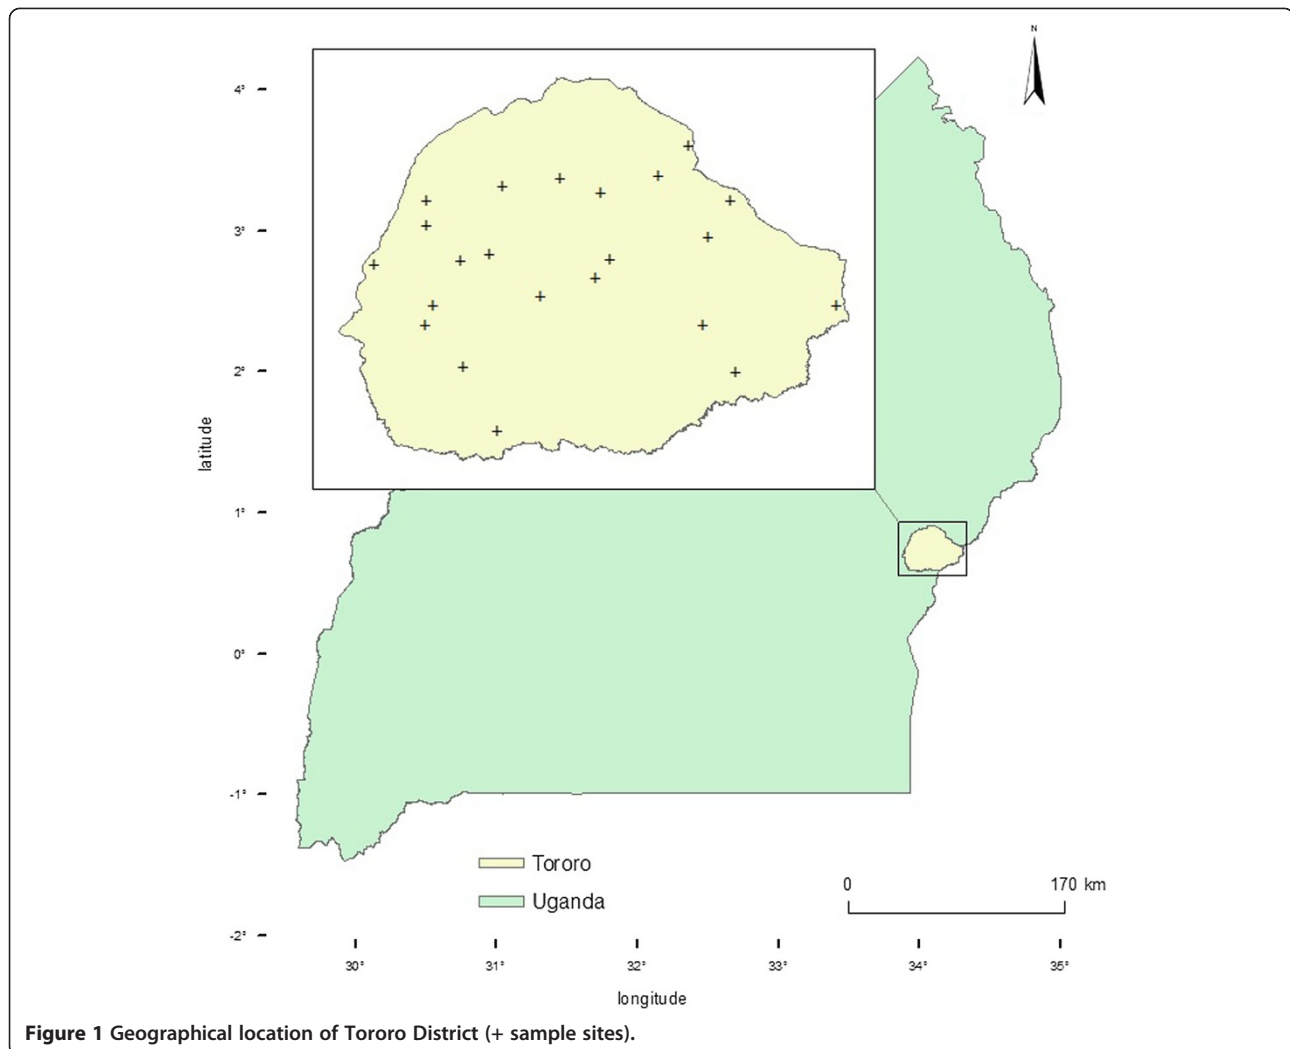 N
4°
3°
2°
1°
0°
-1°
-2°
latitude
Tororo
Uganda
0 170 km
30° 31° 32° 33° 34° 35°
longitude
Figure 1 Geographical location of Tororo District (+ sample sites).